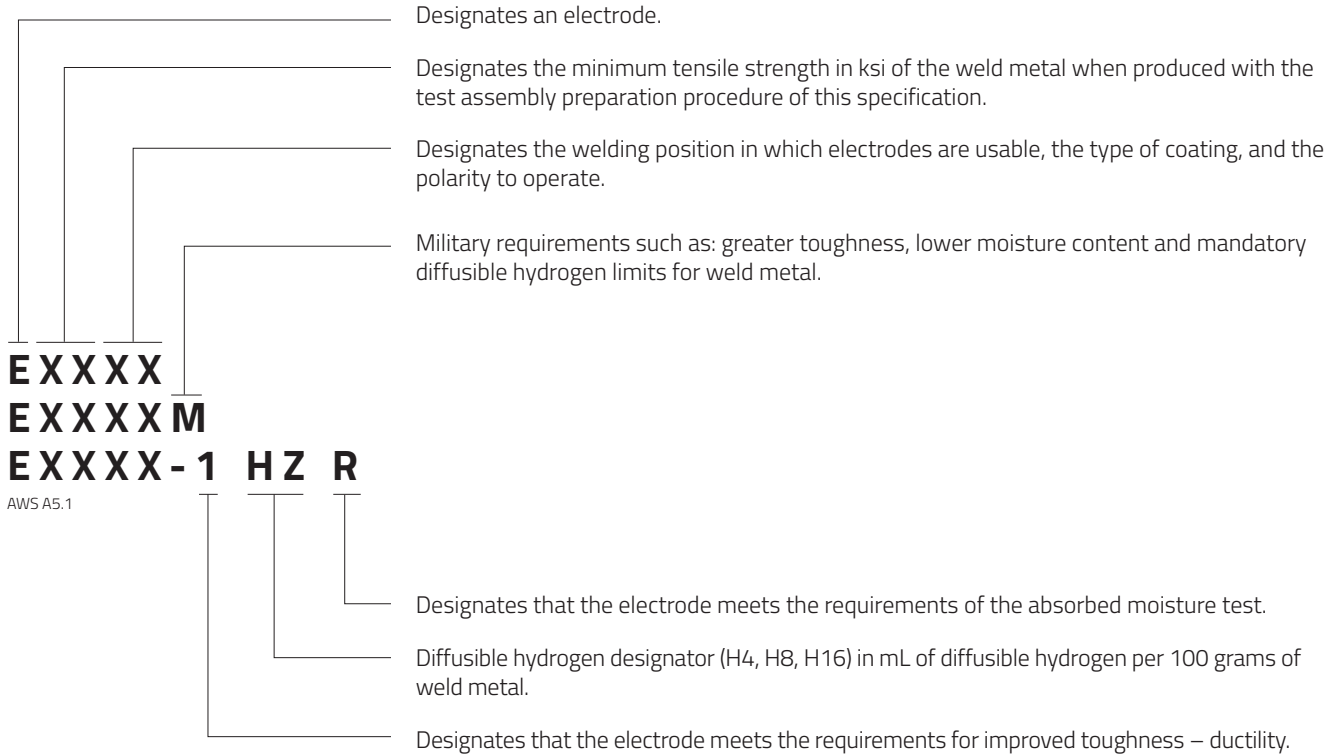 Designates an electrode.
Designates the minimum tensile strength in ksi of the weld metal when produced with the
test assembly preparation procedure of this specification.
Designates the welding position in which electrodes are usable, the type of coating, and the
polarity to operate.
Military requirements such as: greater toughness, lower moisture content and mandatory
diffusible hydrogen limits for weld metal.
E X X X X
E X X X X M
E X X X X - 1 H Z R
AWS A5.1
Designates that the electrode meets the requirements of the absorbed moisture test.
Diffusible hydrogen designator (H4, H8, H16) in mL of diffusible hydrogen per 100 grams of
weld metal.
Designates that the electrode meets the requirements for improved toughness – ductility.